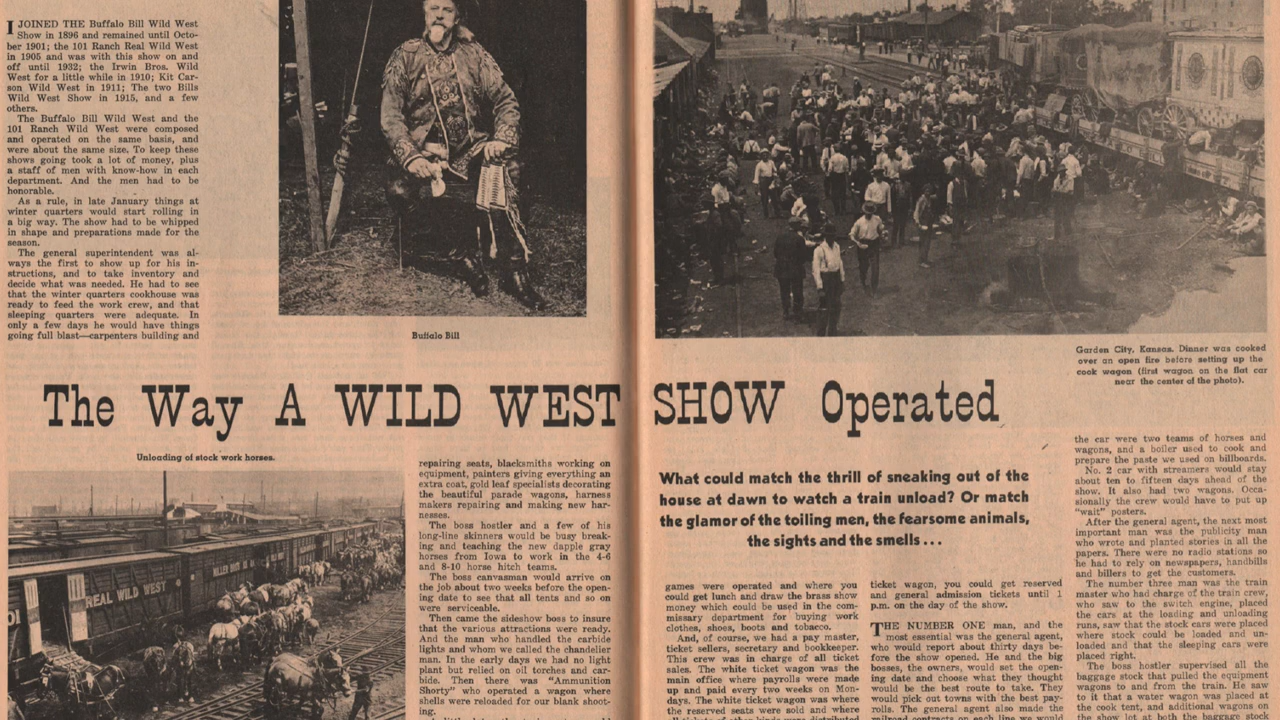 I JOINED THE Buffalo Bill Wild West
Show in 1896 and remained until Octo-
ber 1901; the 101 Ranch Real Wild West
in 1905 and was with this show on and
off until 1932; the Irwin Bros. Wild
West for a little while in 1910; Kit Car-
son Wild West in 1911; The two Bills
Wild West Show in 1915, and a few
others.
The Buffalo Bill Wild West and the
101 Ranch Wild West were composed
and operated on the same basis, and
were about the same size. To keep these
shows going took a lot of money, plus
a staff of men with know-how in each
department. And the men had to be
honorable.
As a rule, in late January things at
winter quarters would start rolling in
a big way. The show had to be whipped
in shape and preparations made for the
season.
The general superintendent was al-
ways the first to show up for his in-
structions, and to take inventory and
decide what was needed. He had to see
that the winter quarters cookhouse was
ready to feed the work crew, and that
sleeping quarters were adequate. In
only a few days he would have things
going full blast—carpenters building and
Buffalo Bill
Garden City, Kansas. Dinner was cooked
over an open fire before setting up the
cook wagon (first wagon on the flat car
near the center of the photo).
The Way A WILD WEST SHOW Operated
Unloading of stock work horses.
REAL WILD WEST
repairing seats, blacksmiths working on
equipment, painters giving everything an
extra coat, gold leaf specialists decorating
the beautiful parade wagons, harness
makers repairing and making new har-
nesses.
The boss hostler and a few of his
long-line skinners would be busy break-
ing and teaching the new dapple gray
horses from Iowa to work in the 4-6
and 8-10 horse hitch teams.
The boss canvasman would arrive on
the job about two weeks before the open-
ing date to see that all tents and so on
were serviceable.
Then came the sideshow boss to insure
that the various attractions were ready.
And the man who handled the carbide
lights and whom we called the chandelier
man. In the early days we had no light
plant but relied on oil torches and car-
bide. Then there was “Ammunition
Shorty” who operated a wagon where
shells were reloaded for our blank shoot-
ing.
What could match the thrill of sneaking out of the
house at dawn to watch a train unload? Or match
the glamor of the toiling men, the fearsome animals,
the sights and the smells . . .
games were operated and where you
could get lunch and draw the brass show
money which could be used in the com-
missary department for buying work
clothes, shoes, boots and tobacco.
And, of course, we had a pay master,
ticket sellers, secretary and bookkeeper.
This crew was in charge of all ticket
sales. The white ticket wagon was the
main office where payrolls were made
up and paid every two weeks on Mon-
days. The white ticket wagon was where
the reserved seats were sold and where
ticket wagon, you could get reserved
and general admission tickets until 1
p.m. on the day of the show.
THE NUMBER ONE man, and the
most essential was the general agent,
who would report about thirty days be-
fore the show opened. He and the big
bosses, the owners, would set the open-
ing date and choose what they thought
would be the best route to take. They
would pick out towns with the best pay-
rolls. The general agent also made the
railroad contracts on each line we would
the car were two teams of horses and
wagons, and a boiler used to cook and
prepare the paste we used on billboards.
No. 2 car with streamers would stay
about ten to fifteen days ahead of the
show. It also had two wagons. Occa-
sionally the crew would have to put up
“wait” posters.
After the general agent, the next most
important man was the publicity man
who wrote and planted stories in all the
papers. There were no radio stations so
he had to rely on newspapers, handbills
and billers to get the customers.
The number three man was the train
master who had charge of the train crew,
who saw to the switch engine, placed
the cars at the loading and unloading
runs, saw that the stock cars were placed
where stock could be loaded and un-
loaded and that the sleeping cars were
placed right.
The boss hostler supervised all the
baggage stock that pulled the equipment
wagons to and from the train. He saw
to it that a water wagon was placed at
the cook tent, and additional wagons on
the show lot at both the baggage stock